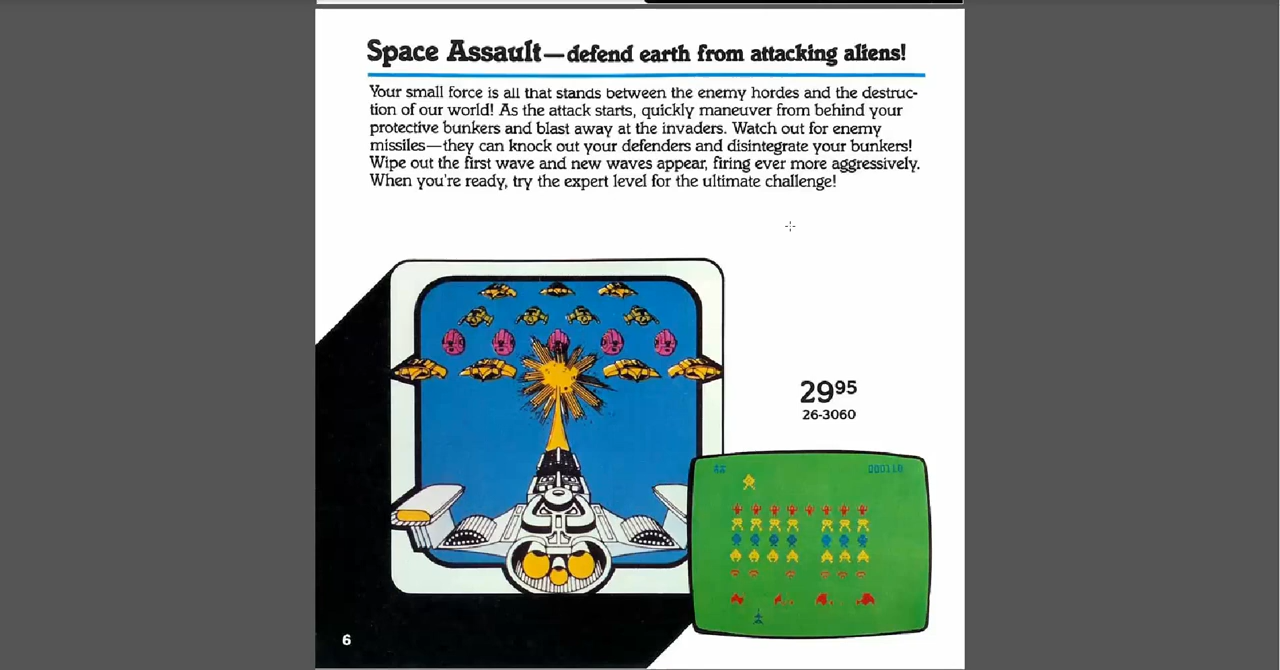 Space Assault—defend earth from attacking aliens!
Your small force is all that stands between the enemy hordes and the destruc-
tion of our world! As the attack starts, quickly maneuver from behind your
protective bunkers and blast away at the invaders. Watch out for enemy
missiles—they can knock out your defenders and disintegrate your bunkers!
Wipe out the first wave and new waves appear, firing ever more aggressively.
When you're ready, try the expert level for the ultimate challenge!
29⁹⁵
26-3060
000110
6